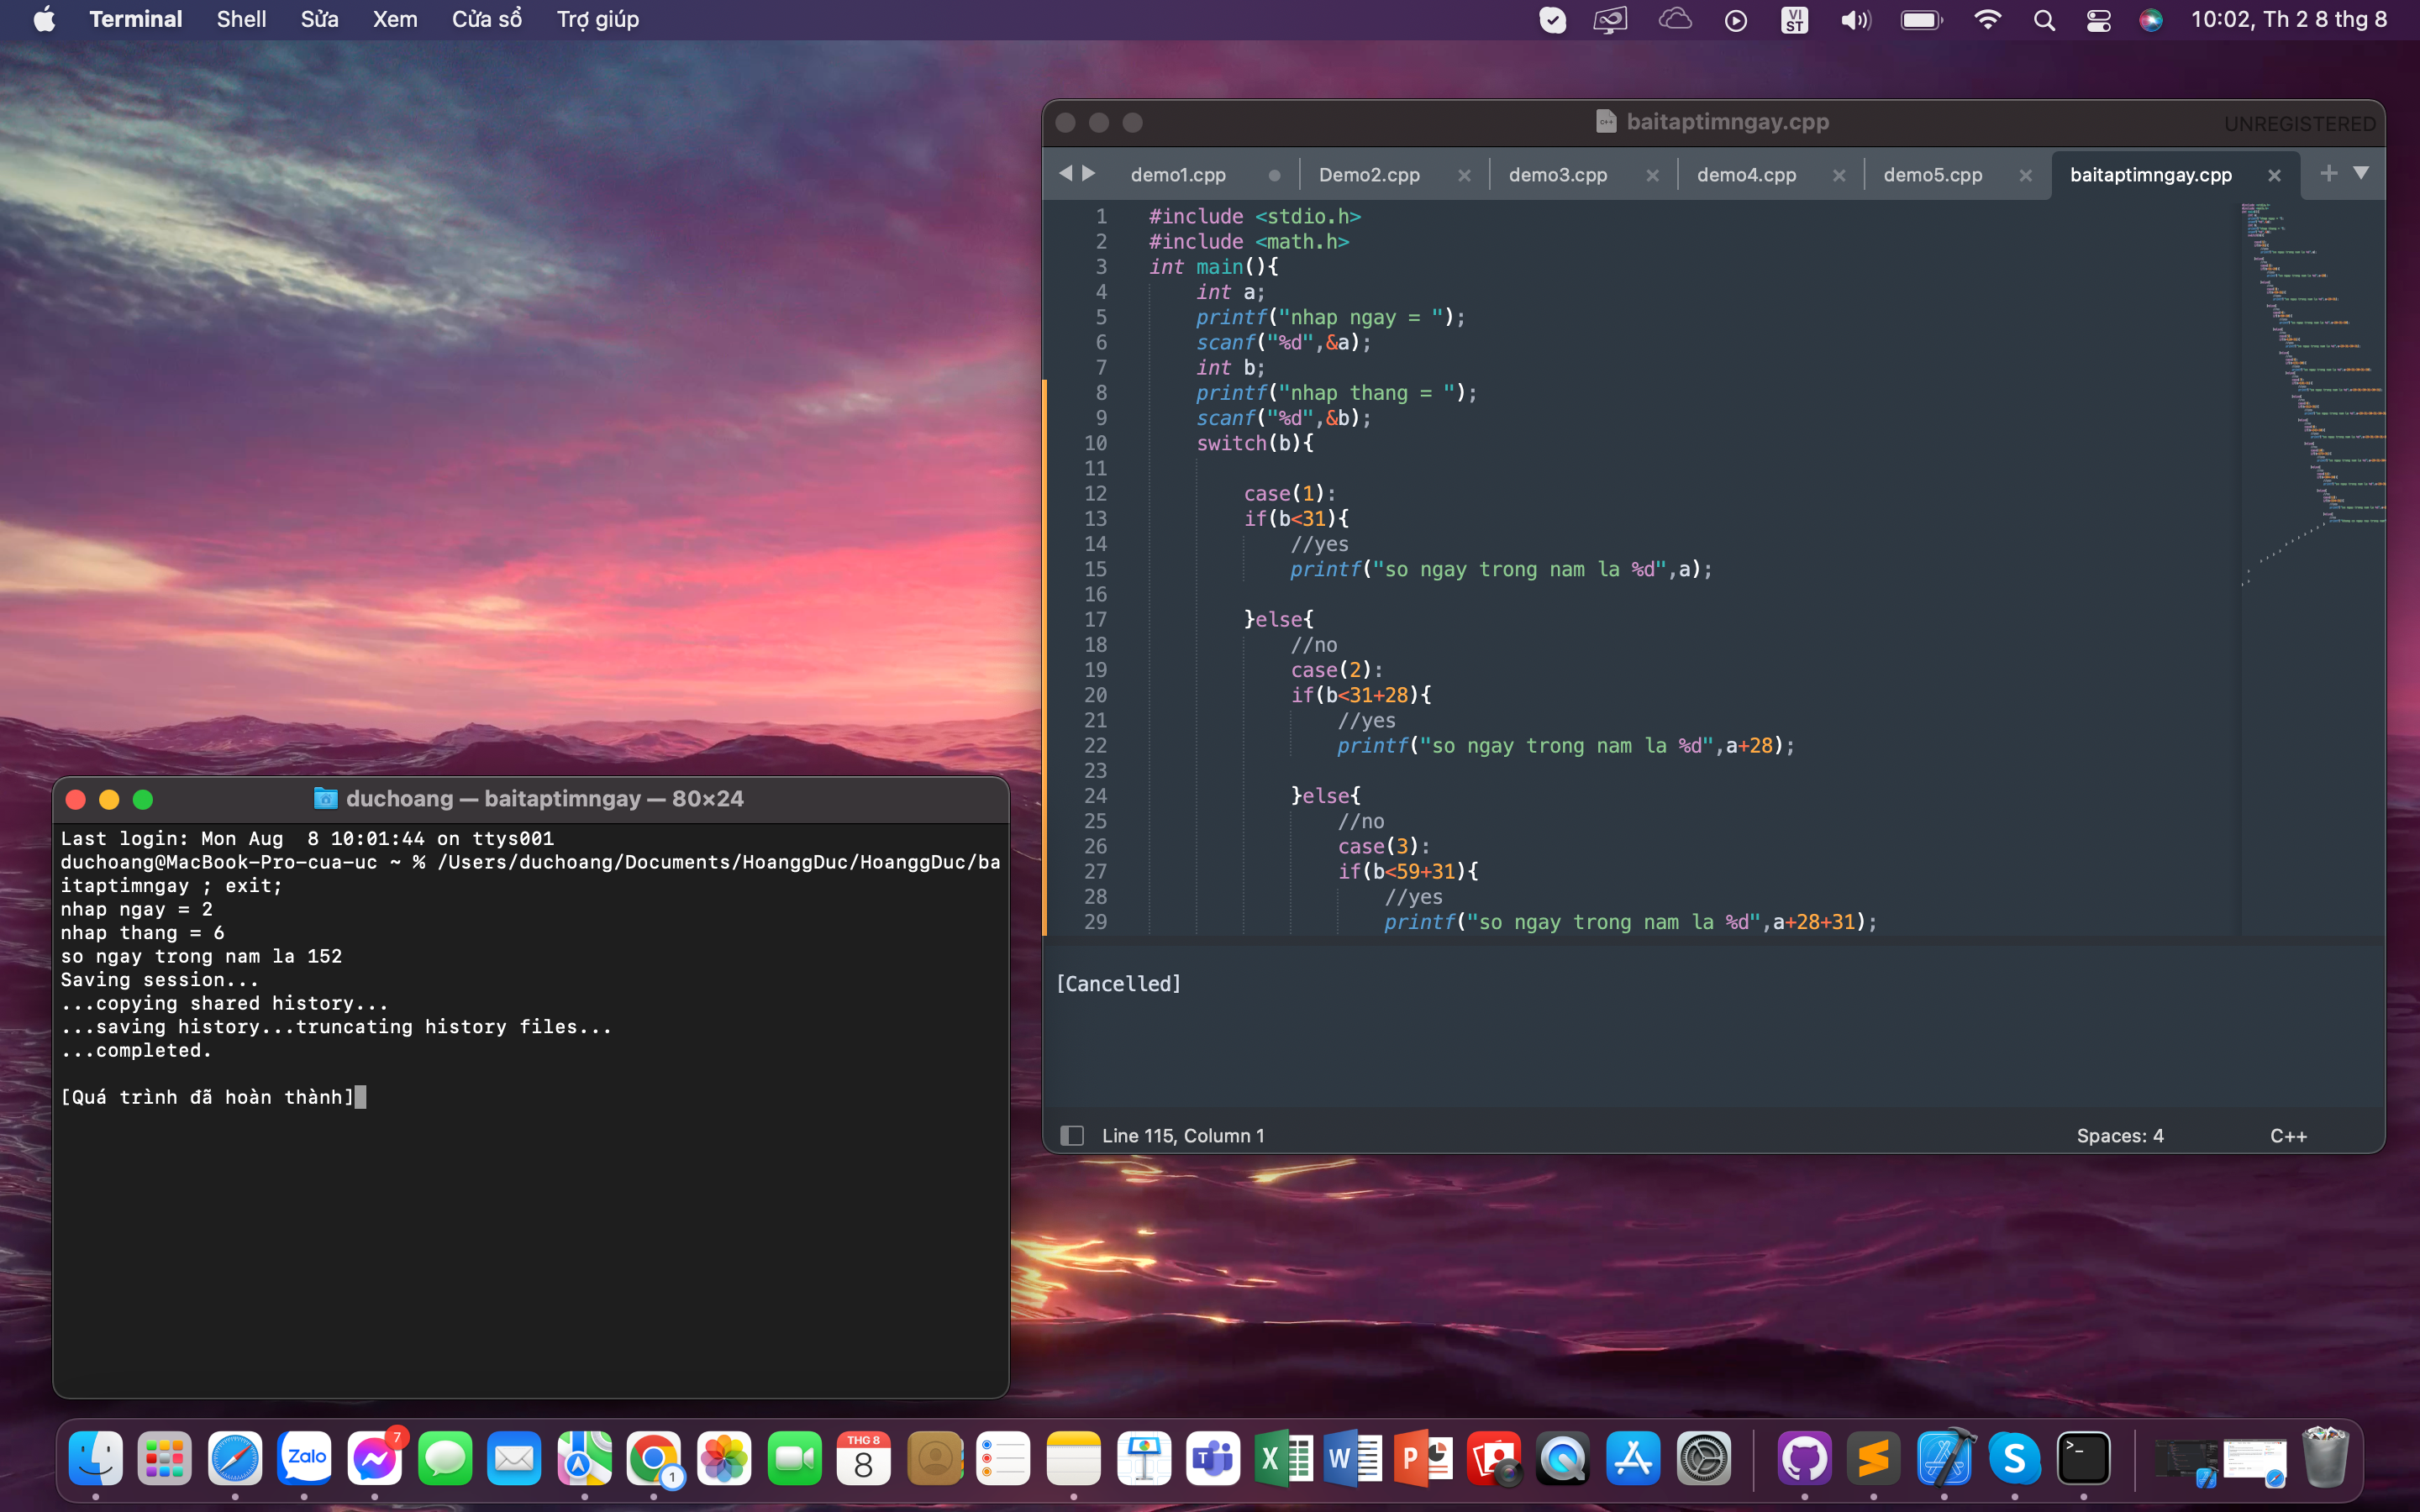 Terminal Shell Sửa Xem Cửa sổ Trợ giúp
VI
ST
10:02, Th 2 8 thg 8
baitaptimngay.cpp
UNREGISTERED
demo1.cpp Demo2.cpp demo3.cpp demo4.cpp demo5.cpp baitaptimngay.cpp
1 #include <stdio.h>
2 #include <math.h>
3 int main(){
4 int a;
5 printf("nhap ngay = ");
6 scanf("%d",&a);
7 int b;
8 printf("nhap thang = ");
9 scanf("%d",&b);
10 switch(b){
11
12 case(1):
13 if(b<31){
14 //yes
15 printf("so ngay trong nam la %d",a);
16
17 }else{
18 //no
19 case(2):
20 if(b<31+28){
21 //yes
22 printf("so ngay trong nam la %d",a+28);
23
24 }else{
25 //no
26 case(3):
27 if(b<59+31){
28 //yes
29 printf("so ngay trong nam la %d",a+28+31);
[Cancelled]
Line 115, Column 1
Spaces: 4
C++
duchoang — baitaptimngay — 80×24
Last login: Mon Aug  8 10:01:44 on ttys001
duchoang@MacBook-Pro-cua-uc ~ % /Users/duchoang/Documents/HoanggDuc/HoanggDuc/ba
itaptimngay ; exit;
nhap ngay = 2
nhap thang = 6
so ngay trong nam la 152
Saving session...
...copying shared history...
...saving history...truncating history files...
...completed.
[Quá trình đã hoàn thành]
Zalo
7
1
THG 8
8
T
X
W
P
S
>_